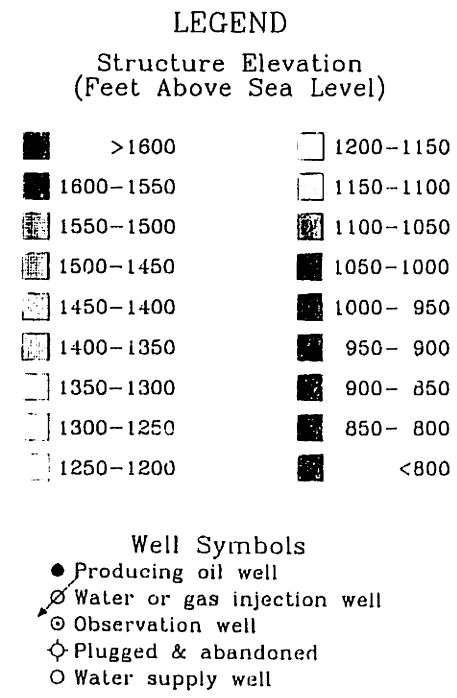 LEGEND
Structure Elevation
(Feet Above Sea Level)
>1600
1600-1550
1550-1500
1500-1450
1450-1400
1400-1350
1350-1300
1300-1250
1250-1200
1200-1150
1150-1100
1100-1050
1050-1000
1000- 950
950- 900
900- 850
850- 800
<800
Well Symbols
Producing oil well
Water or gas injection well
Observation well
Plugged & abandoned
Water supply well